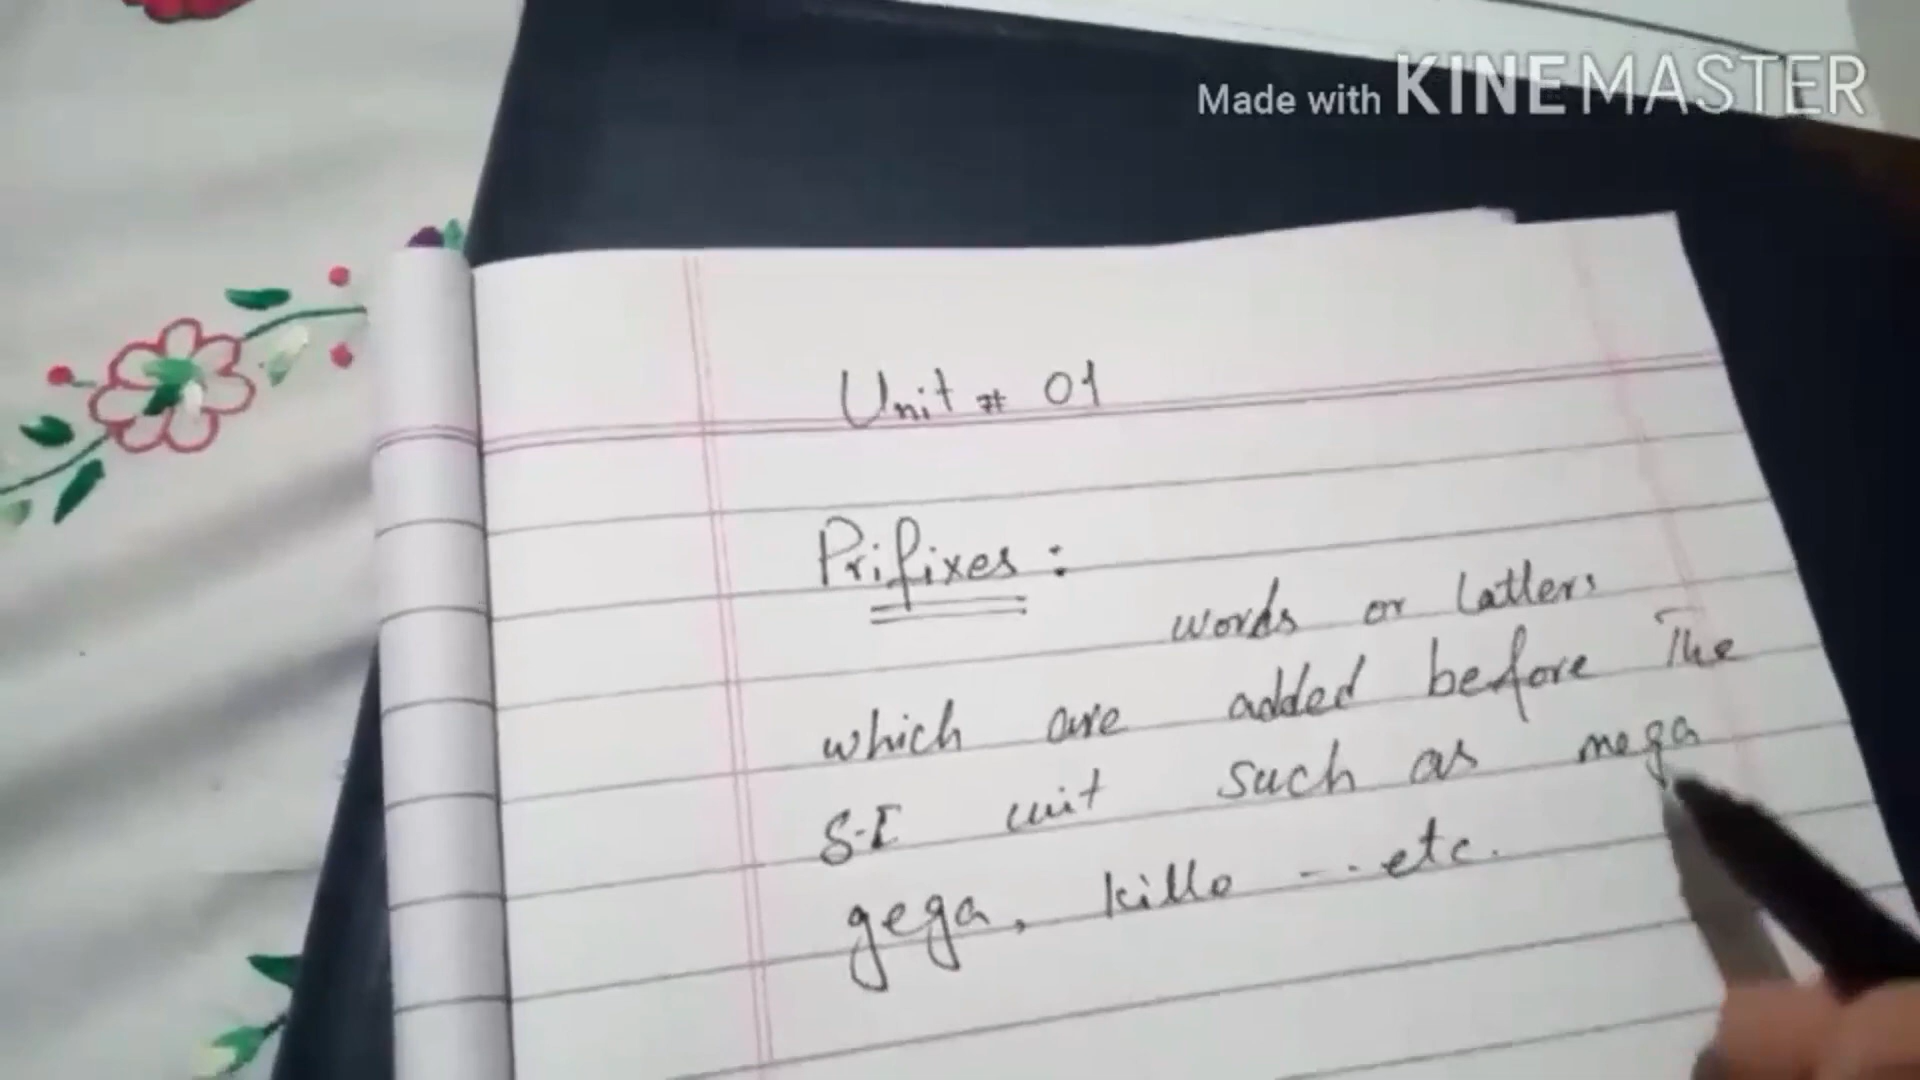 Made with KINEMASTER
Unit # 01
Prifixes :
words or latters
which are added before The
S.I unit such as mega
gega, killo --- etc.